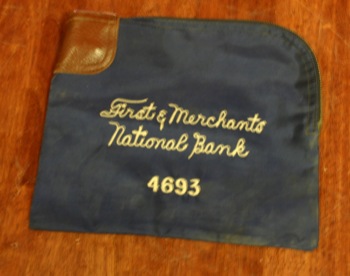 First & Merchants
National Bank
4693